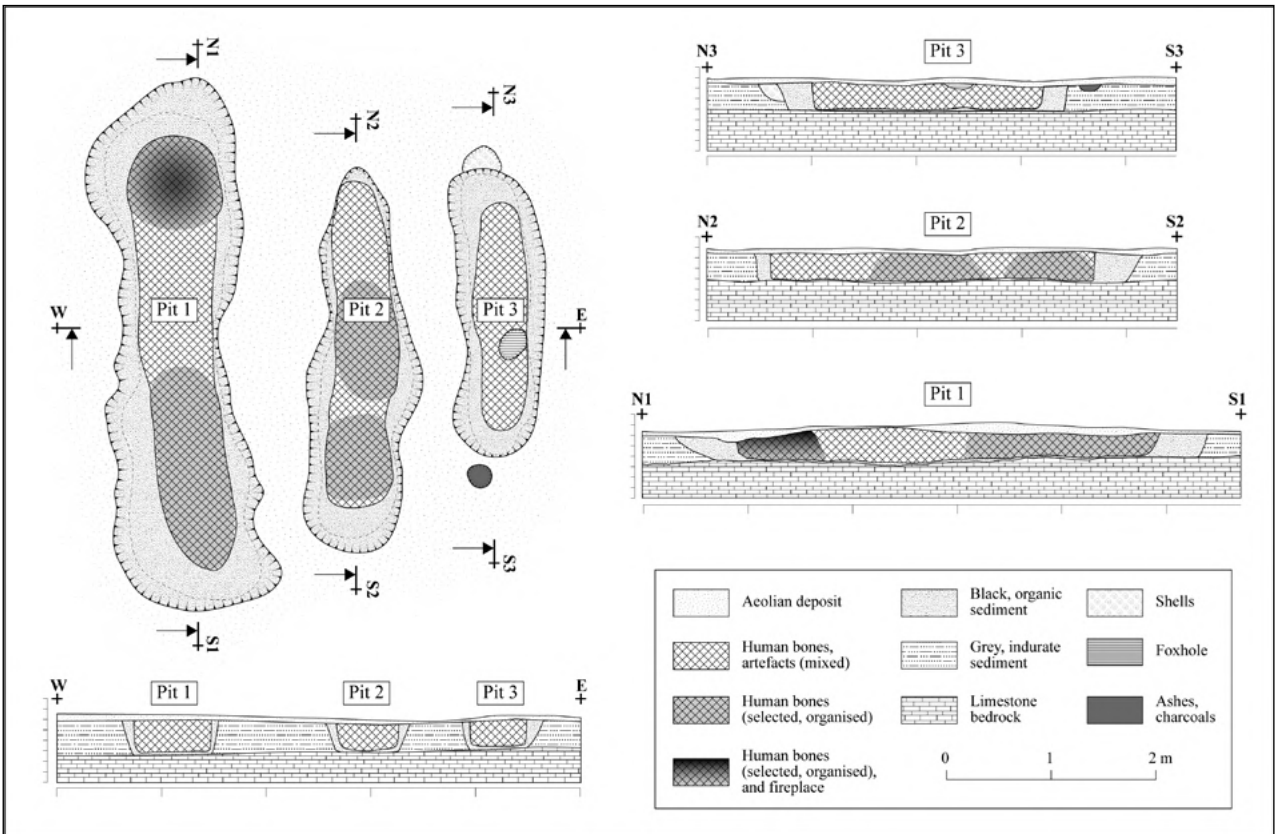 N1
N2
N3
Pit 1
Pit 2
Pit 3
W
E
S3
S2
S1
W
Pit 1
Pit 2
Pit 3
E
N3
Pit 3
S3
N2
Pit 2
S2
N1
Pit 1
S1
Aeolian deposit
Human bones,
artefacts (mixed)
Human bones
(selected, organised)
Human bones
(selected, organised),
and fireplace
Black, organic
sediment
Grey, indurate
sediment
Limestone
bedrock
Shells
Foxhole
Ashes,
charcoals
0 1 2 m